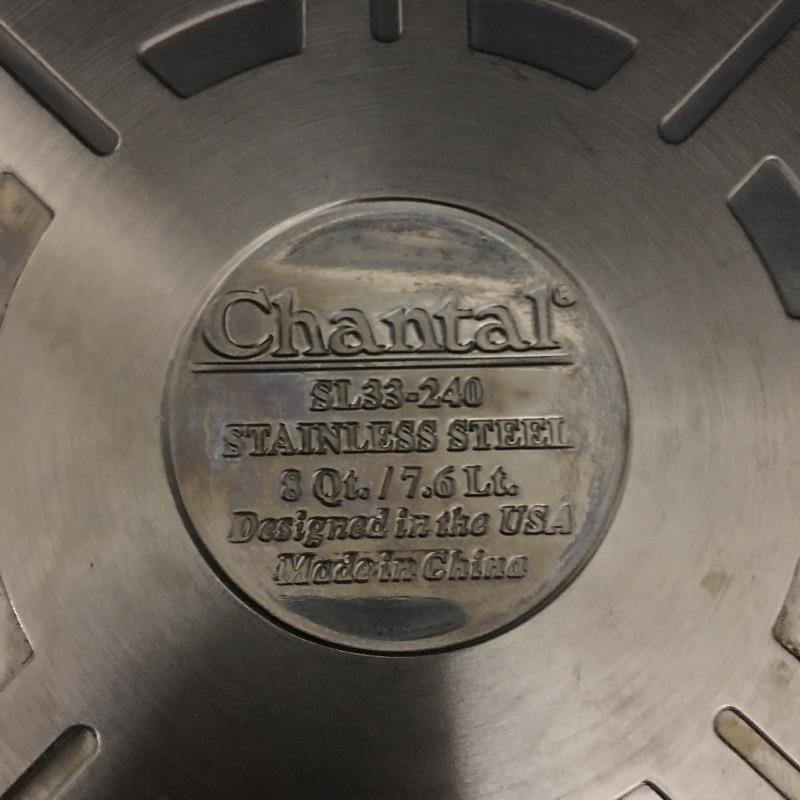 Chantal®
SL33-240
STAINLESS STEEL
8 Qt. / 7.6 Lt.
Designed in the USA
Made in China